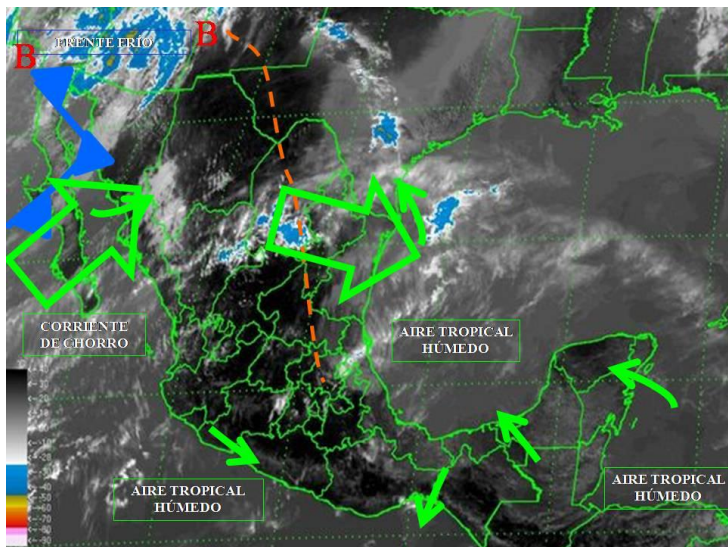 B
FRENTE FRÍO
B
CORRIENTE
DE CHORRO
AIRE TROPICAL
HÚMEDO
AIRE TROPICAL
HÚMEDO
AIRE TROPICAL
HÚMEDO